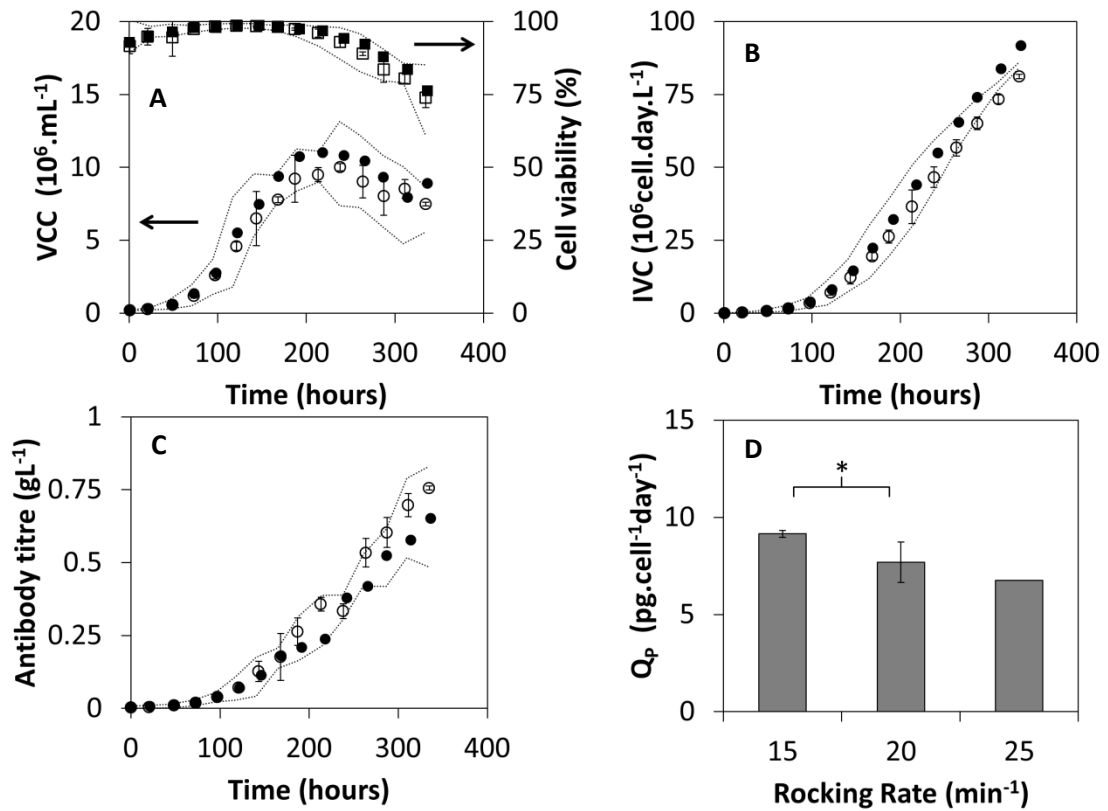 A
VCC (10⁶.mL⁻¹)
20
15
10
5
0
Cell viability (%)
100
75
50
25
0
0 100 200 300 400
Time (hours)
B
IVC (10⁶cell.day.L⁻¹)
100
75
50
25
0
0 100 200 300 400
Time (hours)
C
Antibody titre (gL⁻¹)
1
0.75
0.5
0.25
0
0 100 200 300 400
Time (hours)
D
*
Qₚ (pg.cell⁻¹day⁻¹)
15
10
5
0
15 20 25
Rocking Rate (min⁻¹)